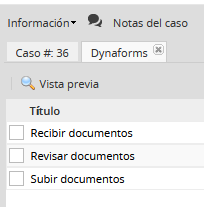 Información Notas del caso
Caso #: 36 Dynaforms
Vista previa
Título
Recibir documentos
Revisar documentos
Subir documentos